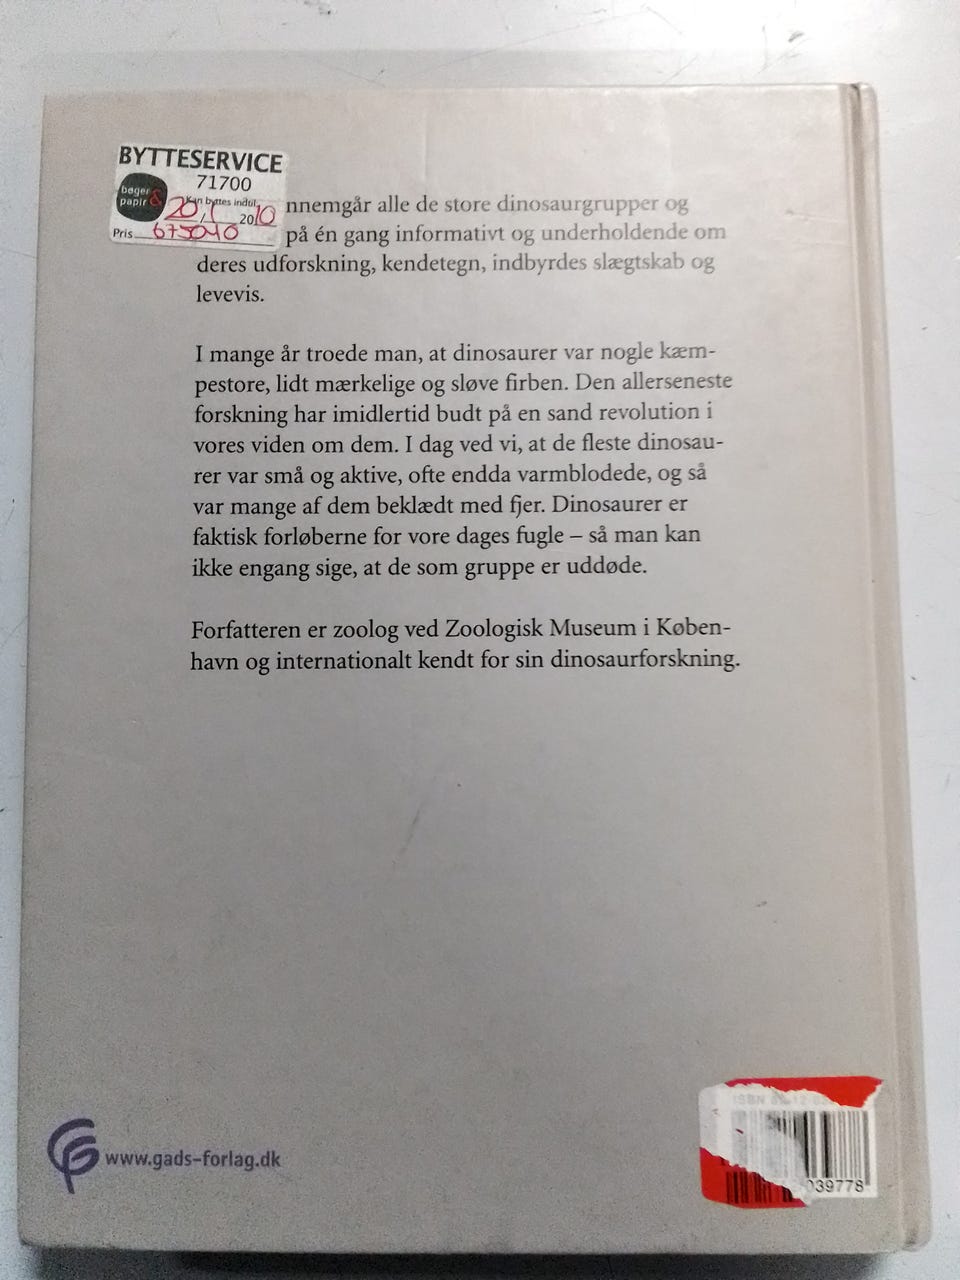 BYTTESERVICE
71700
bøger &
papir
Kan byttes indtil
20/1 2010
Pris 675040
nnemgår alle de store dinosaurgrupper og
på én gang informativt og underholdende om
deres udforskning, kendetegn, indbyrdes slægtskab og
levevis.
I mange år troede man, at dinosaurer var nogle kæm-
pestore, lidt mærkelige og sløve firben. Den allerseneste
forskning har imidlertid budt på en sand revolution i
vores viden om dem. I dag ved vi, at de fleste dinosau-
rer var små og aktive, ofte endda varmblodede, og så
var mange af dem beklædt med fjer. Dinosaurer er
faktisk forløberne for vore dages fugle – så man kan
ikke engang sige, at de som gruppe er uddøde.
Forfatteren er zoolog ved Zoologisk Museum i Køben-
havn og internationalt kendt for sin dinosaurforskning.
www.gads-forlag.dk
ISBN
039778